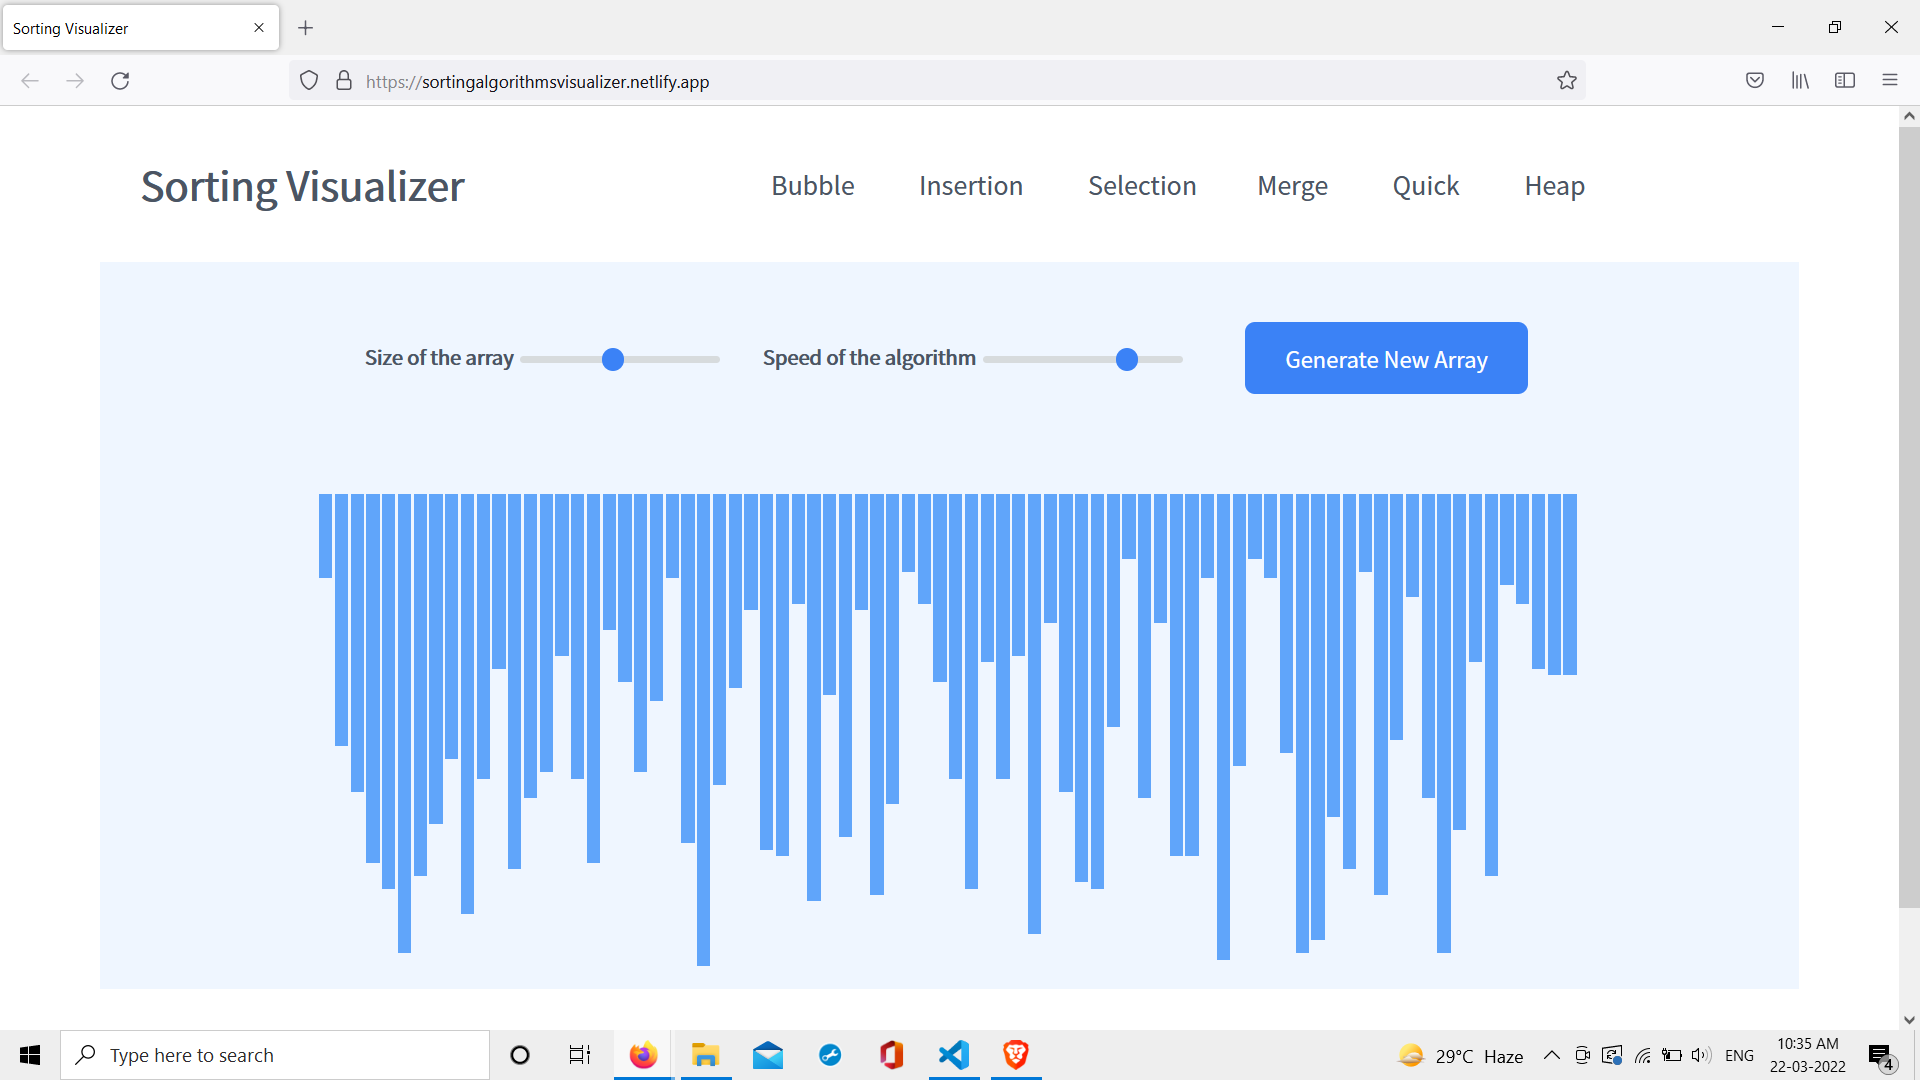 Sorting Visualizer
https://sortingalgorithmsvisualizer.netlify.app
Sorting Visualizer Bubble Insertion Selection Merge Quick Heap
Size of the array Speed of the algorithm Generate New Array
Type here to search 29°C Haze ENG 10:35 AM
22-03-2022 4